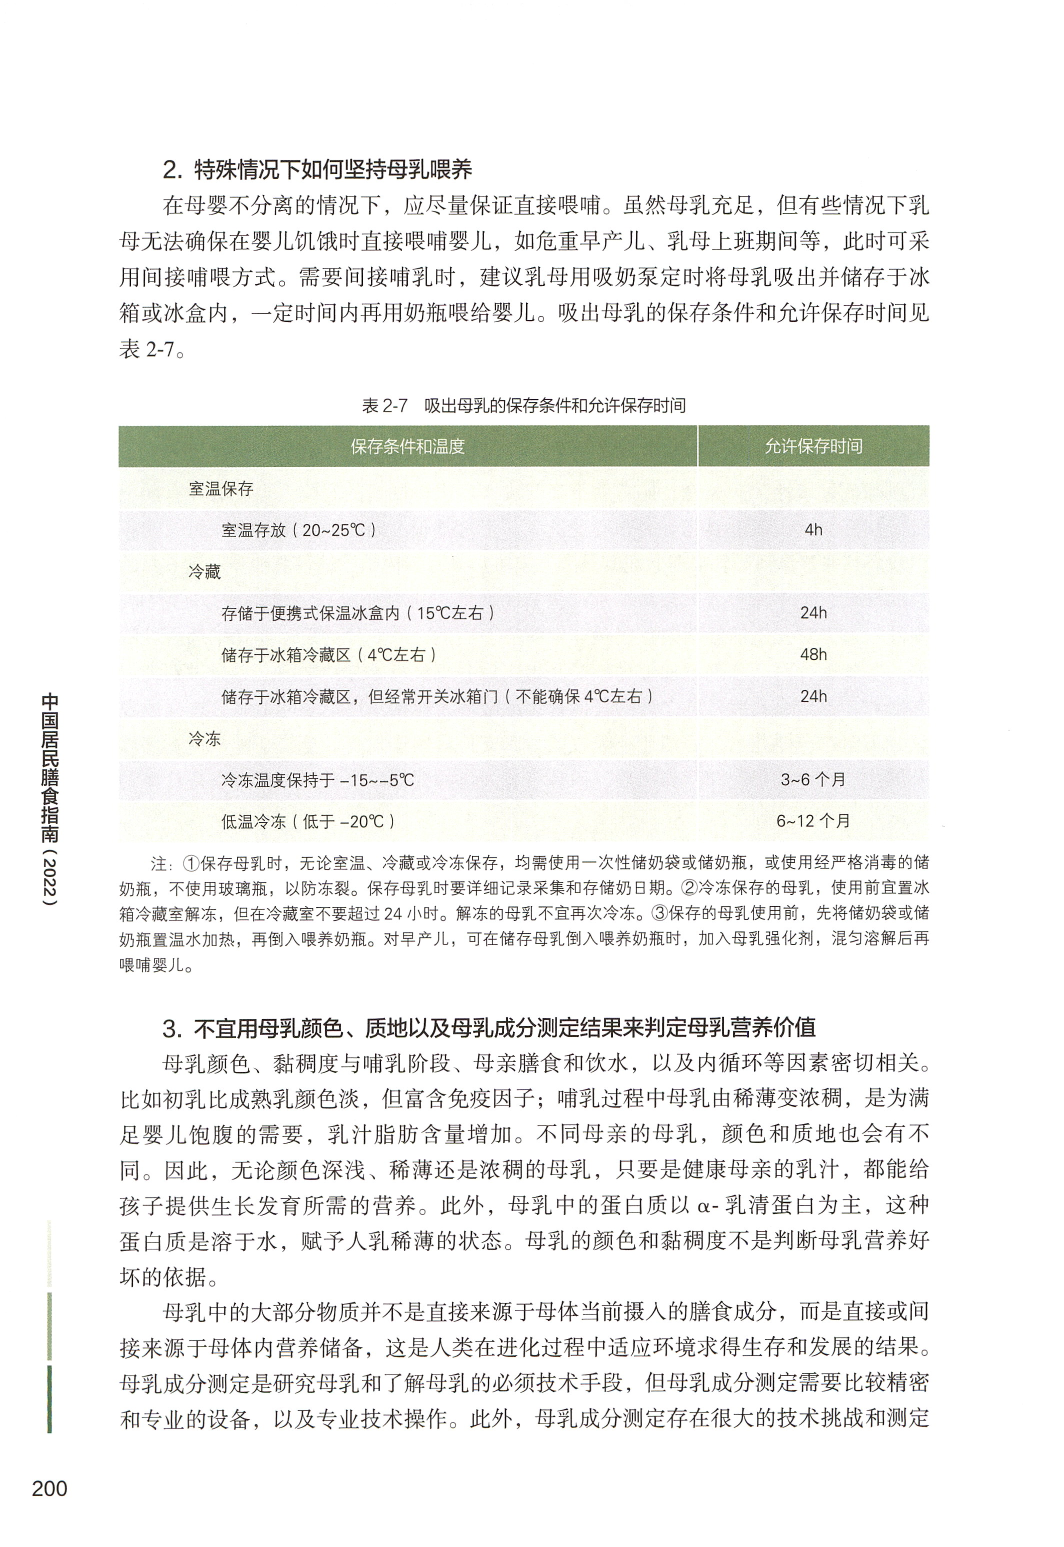 2. 特殊情况下如何坚持母乳喂养
在母婴不分离的情况下，应尽量保证直接喂哺。虽然母乳充足，但有些情况下乳
母无法确保在婴儿饥饿时直接喂哺婴儿，如危重早产儿、乳母上班期间等，此时可采
用间接哺喂方式。需要间接哺乳时，建议乳母用吸奶泵定时将母乳吸出并储存于冰
箱或冰盒内，一定时间内再用奶瓶喂给婴儿。吸出母乳的保存条件和允许保存时间见
表 2-7。
表 2-7 吸出母乳的保存条件和允许保存时间
保存条件和温度 允许保存时间
室温保存
室温存放（20~25℃） 4h
冷藏
存储于便携式保温冰盒内（15℃左右） 24h
储存于冰箱冷藏区（4℃左右） 48h
储存于冰箱冷藏区，但经常开关冰箱门（不能确保 4℃左右） 24h
冷冻
冷冻温度保持于 –15~–5℃ 3~6 个月
低温冷冻（低于 –20℃） 6~12 个月
注：①保存母乳时，无论室温、冷藏或冷冻保存，均需使用一次性储奶袋或储奶瓶，或使用经严格消毒的储
奶瓶，不使用玻璃瓶，以防冻裂。保存母乳时要详细记录采集和存储奶日期。②冷冻保存的母乳，使用前宜置冰
箱冷藏室解冻，但在冷藏室不要超过 24 小时。解冻的母乳不宜再次冷冻。③保存的母乳使用前，先将储奶袋或储
奶瓶置温水加热，再倒入喂养奶瓶。对早产儿，可在储存母乳倒入喂养奶瓶时，加入母乳强化剂，混匀溶解后再
喂哺婴儿。
3. 不宜用母乳颜色、质地以及母乳成分测定结果来判定母乳营养价值
母乳颜色、黏稠度与哺乳阶段、母亲膳食和饮水，以及内循环等因素密切相关。
比如初乳比成熟乳颜色淡，但富含免疫因子；哺乳过程中母乳由稀薄变浓稠，是为满
足婴儿饱腹的需要，乳汁脂肪含量增加。不同母亲的母乳，颜色和质地也会有不
同。因此，无论颜色深浅、稀薄还是浓稠的母乳，只要是健康母亲的乳汁，都能给
孩子提供生长发育所需的营养。此外，母乳中的蛋白质以 α- 乳清蛋白为主，这种
蛋白质是溶于水，赋予人乳稀薄的状态。母乳的颜色和黏稠度不是判断母乳营养好
坏的依据。
母乳中的大部分物质并不是直接来源于母体当前摄入的膳食成分，而是直接或间
接来源于母体内营养储备，这是人类在进化过程中适应环境求得生存和发展的结果。
母乳成分测定是研究母乳和了解母乳的必须技术手段，但母乳成分测定需要比较精密
和专业的设备，以及专业技术操作。此外，母乳成分测定存在很大的技术挑战和测定
中国居民膳食指南（2022）
200